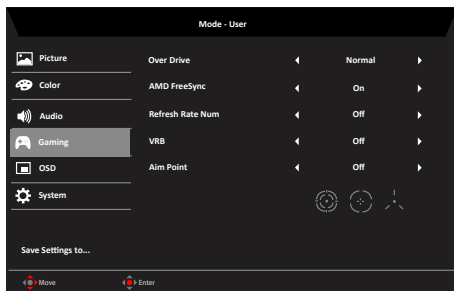 Mode - User
Picture
Over Drive Normal
Color
AMD FreeSync On
Audio
Refresh Rate Num Off
Gaming
VRB Off
OSD
Aim Point Off
System
Save Settings to...
Move Enter